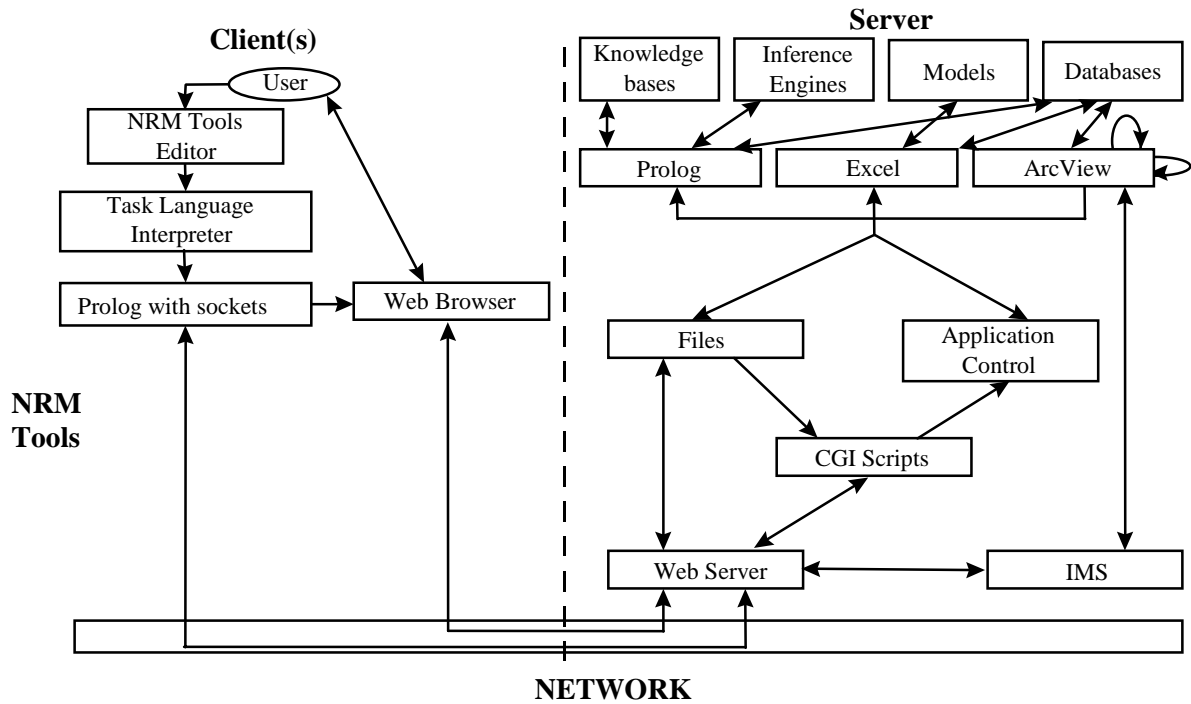 Client(s)
Server
User
NRM Tools
Editor
Task Language
Interpreter
Prolog with sockets
Web Browser
NRM
Tools
Knowledge
bases
Inference
Engines
Models
Databases
Prolog
Excel
ArcView
Files
Application
Control
CGI Scripts
Web Server
IMS
NETWORK